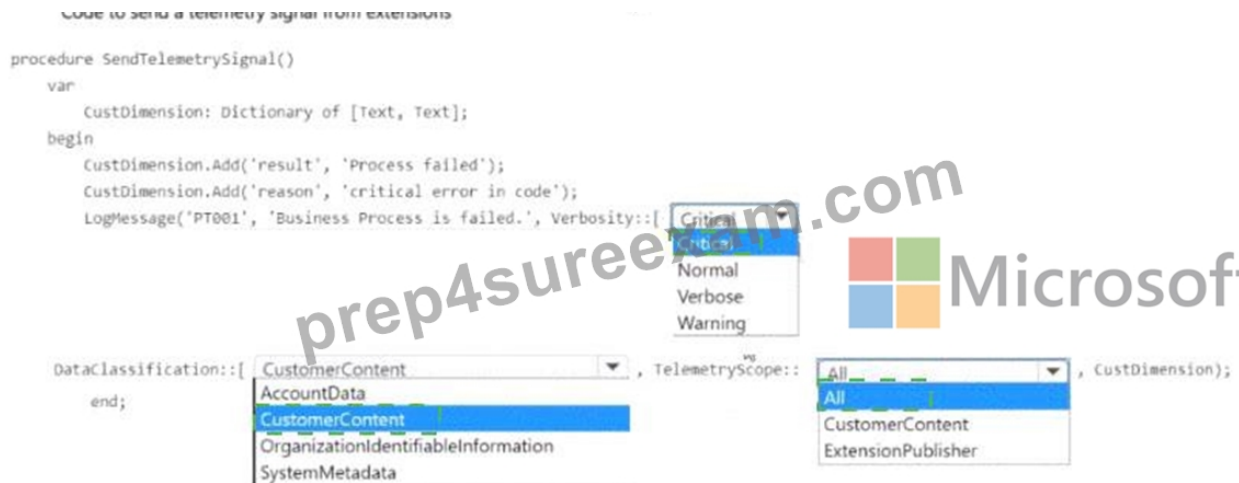 Code to send a telemetry signal from extensions
procedure SendTelemetrySignal()
var
CustDimension: Dictionary of [Text, Text];
begin
CustDimension.Add('result', 'Process failed');
CustDimension.Add('reason', 'critical error in code');
LogMessage('PT001', 'Business Process is failed.', Verbosity::[ Critical
Critical
Normal
Verbose
Warning
prep4sureexam.com
Microsoft
DataClassification::[ CustomerContent , TelemetryScope:: All , CustDimension);
AccountData
CustomerContent
OrganizationIdentifiableInformation
SystemMetadata
All
CustomerContent
ExtensionPublisher
end;